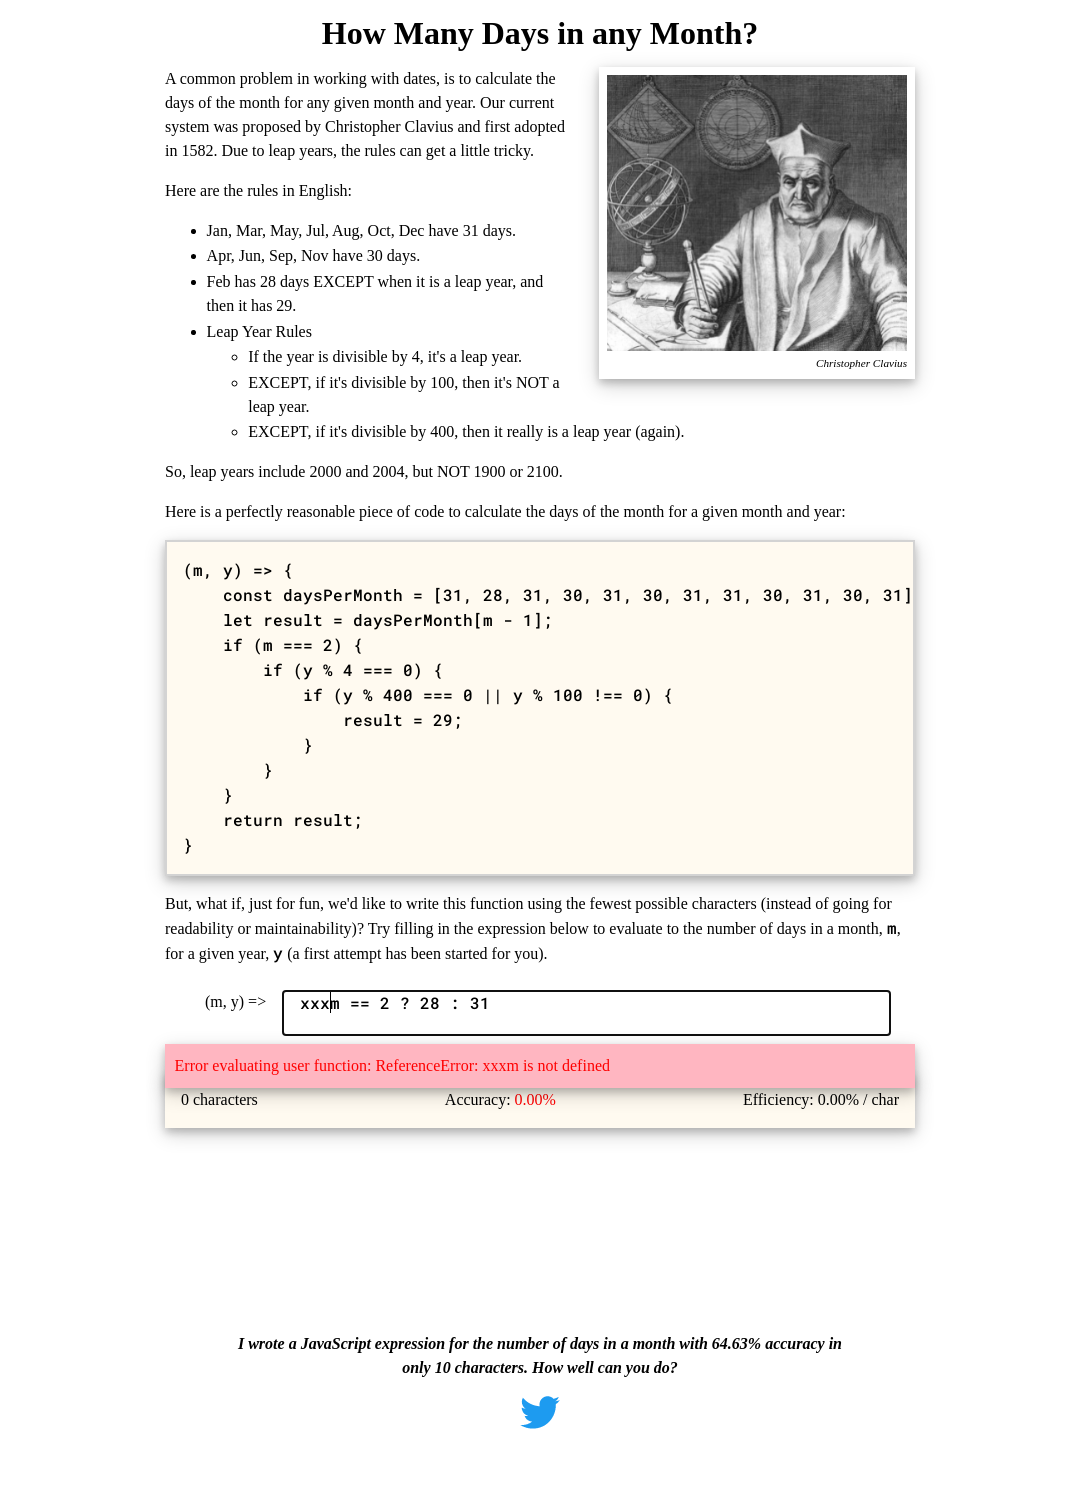 How Many Days in any Month?
A common problem in working with dates, is to calculate the
days of the month for any given month and year. Our current
system was proposed by Christopher Clavius and first adopted
in 1582. Due to leap years, the rules can get a little tricky.
Here are the rules in English:
• Jan, Mar, May, Jul, Aug, Oct, Dec have 31 days.
• Apr, Jun, Sep, Nov have 30 days.
• Feb has 28 days EXCEPT when it is a leap year, and
then it has 29.
• Leap Year Rules
◦ If the year is divisible by 4, it's a leap year.
◦ EXCEPT, if it's divisible by 100, then it's NOT a
leap year.
◦ EXCEPT, if it's divisible by 400, then it really is a leap year (again).
Christopher Clavius
So, leap years include 2000 and 2004, but NOT 1900 or 2100.
Here is a perfectly reasonable piece of code to calculate the days of the month for a given month and year:
(m, y) => {
    const daysPerMonth = [31, 28, 31, 30, 31, 30, 31, 31, 30, 31, 30, 31]
    let result = daysPerMonth[m - 1];
    if (m === 2) {
        if (y % 4 === 0) {
            if (y % 400 === 0 || y % 100 !== 0) {
                result = 29;
            }
        }
    }
    return result;
}
But, what if, just for fun, we'd like to write this function using the fewest possible characters (instead of going for
readability or maintainability)? Try filling in the expression below to evaluate to the number of days in a month, m,
for a given year, y (a first attempt has been started for you).
(m, y) => xxxm == 2 ? 28 : 31
Error evaluating user function: ReferenceError: xxxm is not defined
0 characters Accuracy: 0.00% Efficiency: 0.00% / char
I wrote a JavaScript expression for the number of days in a month with 64.63% accuracy in
only 10 characters. How well can you do?